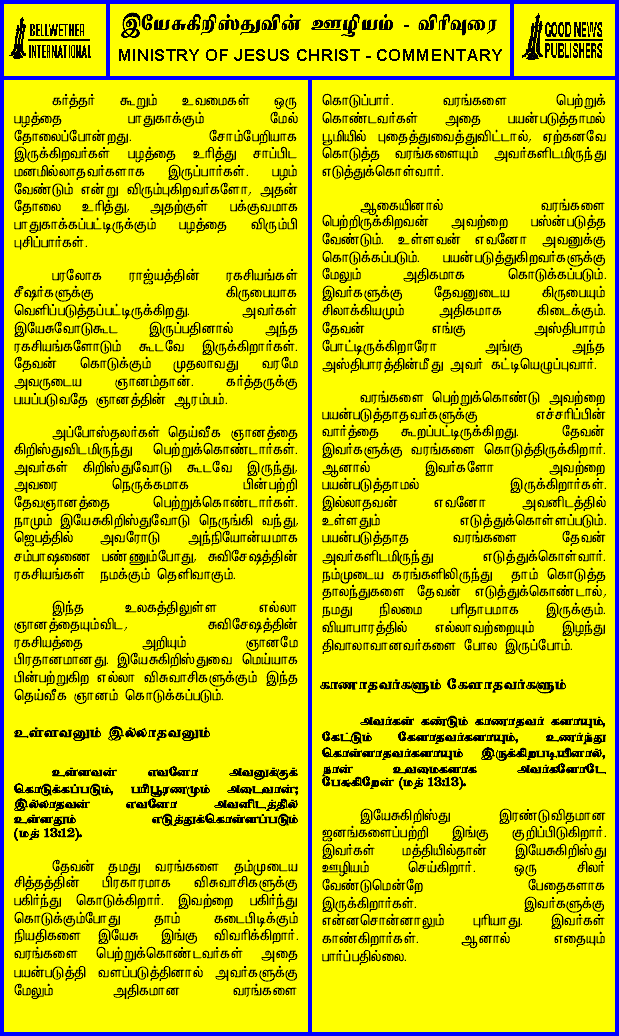 BELLWETHER
INTERNATIONAL
இயேசுகிறிஸ்துவின் ஊழியம் - விரிவுரை
MINISTRY OF JESUS CHRIST - COMMENTARY
GOOD NEWS
PUBLISHERS
கர்த்தர் கூறும் உவமைகள் ஒரு
பழத்தை பாதுகாக்கும் மேல்
தோலைப்போன்றது. சோம்பேறியாக
இருக்கிறவர்கள் பழத்தை உரித்து சாப்பிட
மனமில்லாதவர்களாக இருப்பார்கள். பழம்
வேண்டும் என்று விரும்புகிறவர்களோ, அதன்
தோலை உரித்து, அதற்குள் பக்குவமாக
பாதுகாக்கப்பட்டிருக்கும் பழத்தை விரும்பி
புசிப்பார்கள்.
பரலோக ராஜ்யத்தின் ரகசியங்கள்
சீஷர்களுக்கு கிருபையாக
வெளிப்படுத்தப்பட்டிருக்கிறது. அவர்கள்
இயேசுவோடுகூட இருப்பதினால் அந்த
ரகசியங்களோடும் கூடவே இருக்கிறார்கள்.
தேவன் கொடுக்கும் முதலாவது வரமே
அவருடைய ஞானம்தான். கர்த்தருக்கு
பயப்படுவதே ஞானத்தின் ஆரம்பம்.
அப்போஸ்தலர்கள் தெய்வீக ஞானத்தை
கிறிஸ்துவிடமிருந்து பெற்றுக்கொண்டார்கள்.
அவர்கள் கிறிஸ்துவோடு கூடவே இருந்து,
அவரை நெருக்கமாக பின்பற்றி
தேவஞானத்தை பெற்றுக்கொண்டார்கள்.
நாமும் இயேசுகிறிஸ்துவோடு நெருங்கி வந்து,
ஜெபத்தில் அவரோடு அந்நியோன்யமாக
சம்பாஷணை பண்ணும்போது, சுவிசேஷத்தின்
ரகசியங்கள் நமக்கும் தெளிவாகும்.
இந்த உலகத்திலுள்ள எல்லா
ஞானத்தையும்விட, சுவிசேஷத்தின்
ரகசியத்தை அறியும் ஞானமே
பிரதானமானது. இயேசுகிறிஸ்துவை மெய்யாக
பின்பற்றுகிற எல்லா விசுவாசிகளுக்கும் இந்த
தெய்வீக ஞானம் கொடுக்கப்படும்.
உள்ளவனும் இல்லாதவனும்
உள்ளவன் எவனோ அவனுக்குக்
கொடுக்கப்படும், பரிபூரணமும் அடைவான்;
இல்லாதவன் எவனோ அவனிடத்தில்
உள்ளதும் எடுத்துக்கொள்ளப்படும்
(மத் 13:12).
தேவன் தமது வரங்களை தம்முடைய
சித்தத்தின் பிரகாரமாக விசுவாசிகளுக்கு
பகிர்ந்து கொடுக்கிறார். இவற்றை பகிர்ந்து
கொடுக்கும்போது தாம் கடைபிடிக்கும்
நியதிகளை இயேசு இங்கு விவரிக்கிறார்.
வரங்களை பெற்றுக்கொண்டவர்கள் அதை
பயன்படுத்தி வளப்படுத்தினால் அவர்களுக்கு
மேலும் அதிகமான வரங்களை
கொடுப்பார். வரங்களை பெற்றுக்
கொண்டவர்கள் அதை பயன்படுத்தாமல்
பூமியில் புதைத்துவைத்துவிட்டால், ஏற்கனவே
கொடுத்த வரங்களையும் அவர்களிடமிருந்து
எடுத்துக்கொள்வார்.
ஆகையினால் வரங்களை
பெற்றிருக்கிறவன் அவற்றை பஸ்ன்படுத்த
வேண்டும். உள்ளவன் எவனோ அவனுக்கு
கொடுக்கப்படும். பயன்படுத்துகிறவர்களுக்கு
மேலும் அதிகமாக கொடுக்கப்படும்.
இவர்களுக்கு தேவனுடைய கிருபையும்
சிலாக்கியமும் அதிகமாக கிடைக்கும்.
தேவன் எங்கு அஸ்திபாரம்
போட்டிருக்கிறாரோ அங்கு அந்த
அஸ்திபாரத்தின்மீது அவர் கட்டியெழுப்புவார்.
வரங்களை பெற்றுக்கொண்டு அவற்றை
பயன்படுத்தாதவர்களுக்கு எச்சரிப்பின்
வார்த்தை கூறப்பட்டிருக்கிறது. தேவன்
இவர்களுக்கு வரங்களை கொடுத்திருக்கிறார்.
ஆனால் இவர்களோ அவற்றை
பயன்படுத்தாமல் இருக்கிறார்கள்.
இல்லாதவன் எவனோ அவனிடத்தில்
உள்ளதும் எடுத்துக்கொள்ளப்படும்.
பயன்படுத்தாத வரங்களை தேவன்
அவர்களிடமிருந்து எடுத்துக்கொள்வார்.
நம்முடைய கரங்களிலிருந்து தாம் கொடுத்த
தாலந்துகளை தேவன் எடுத்துக்கொண்டால்,
நமது நிலமை பரிதாபமாக இருக்கும்.
வியாபாரத்தில் எல்லாவற்றையும் இழந்து
திவாலாவானவர்களை போல இருப்போம்.
காணாதவர்களும் கேளாதவர்களும்
அவர்கள் கண்டும் காணாதவர் களாயும்,
கேட்டும் கேளாதவர்களாயும், உணர்ந்து
கொள்ளாதவர்களாயும் இருக்கிறபடியினால்,
நான் உவமைகளாக அவர்களோடே
பேசுகிறேன் (மத் 13:13).
இயேசுகிறிஸ்து இரண்டுவிதமான
ஜனங்களைப்பற்றி இங்கு குறிப்பிடுகிறார்.
இவர்கள் மத்தியில்தான் இயேசுகிறிஸ்து
ஊழியம் செய்கிறார். ஒரு சிலர்
வேண்டுமென்றே பேதைகளாக
இருக்கிறார்கள். இவர்களுக்கு
என்னசொன்னாலும் புரியாது. இவர்கள்
காண்கிறார்கள். ஆனால் எதையும்
பார்ப்பதில்லை.